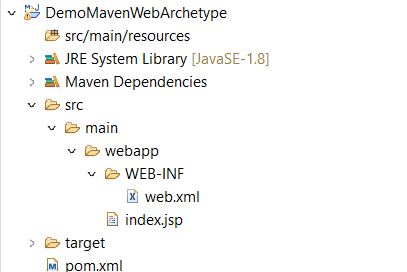 DemoMavenWebArchetype
src/main/resources
JRE System Library [JavaSE-1.8]
Maven Dependencies
src
main
webapp
WEB-INF
web.xml
index.jsp
target
pom.xml